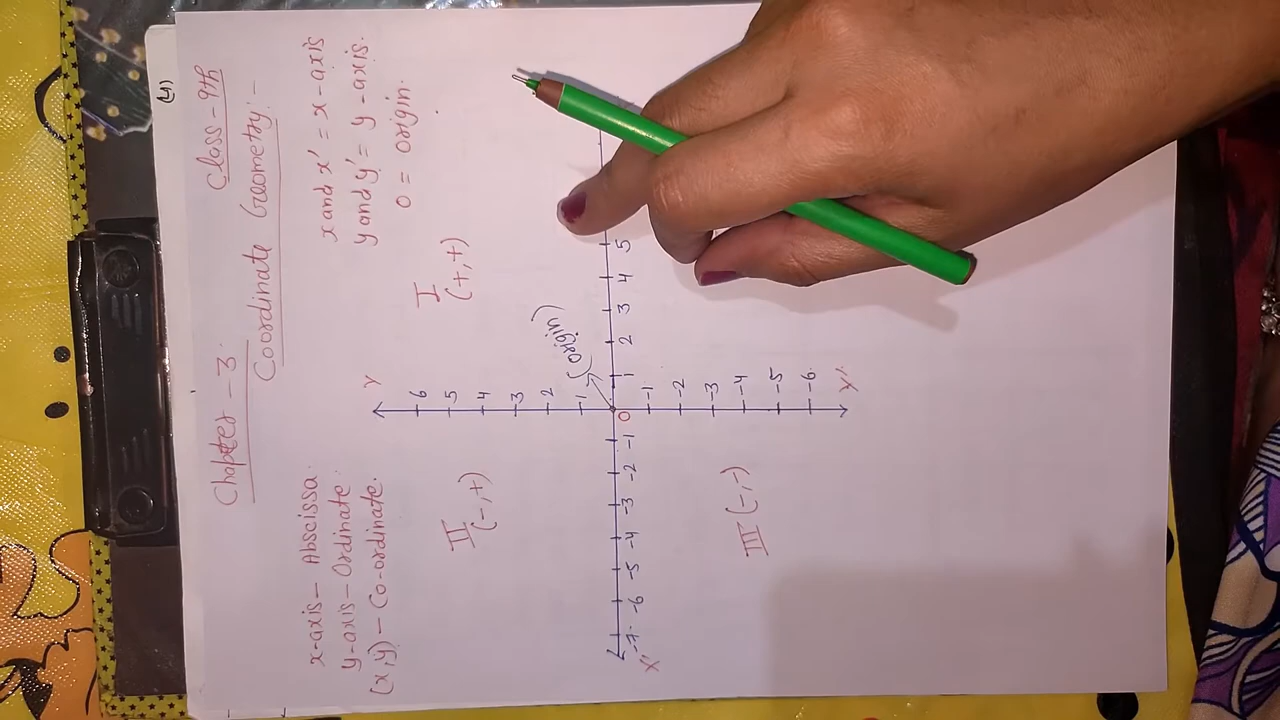 (4)
Chapter - 3 Class - 9th
Coordinate Geometry:-
x-axis - Abscissa. x and x' = x-axis
y-axis - Ordinate. y and y' = y-axis.
(x,y) - Co-ordinate. 0 = origin.
Y
6
5
4
3
2
1
I
(+,+)
II
(-,+)
(origin)
X' -7 -6 -5 -4 -3 -2 -1 0 1 2 3 4 5
-1
-2
-3
-4
-5
-6
III (-,-)
Y'